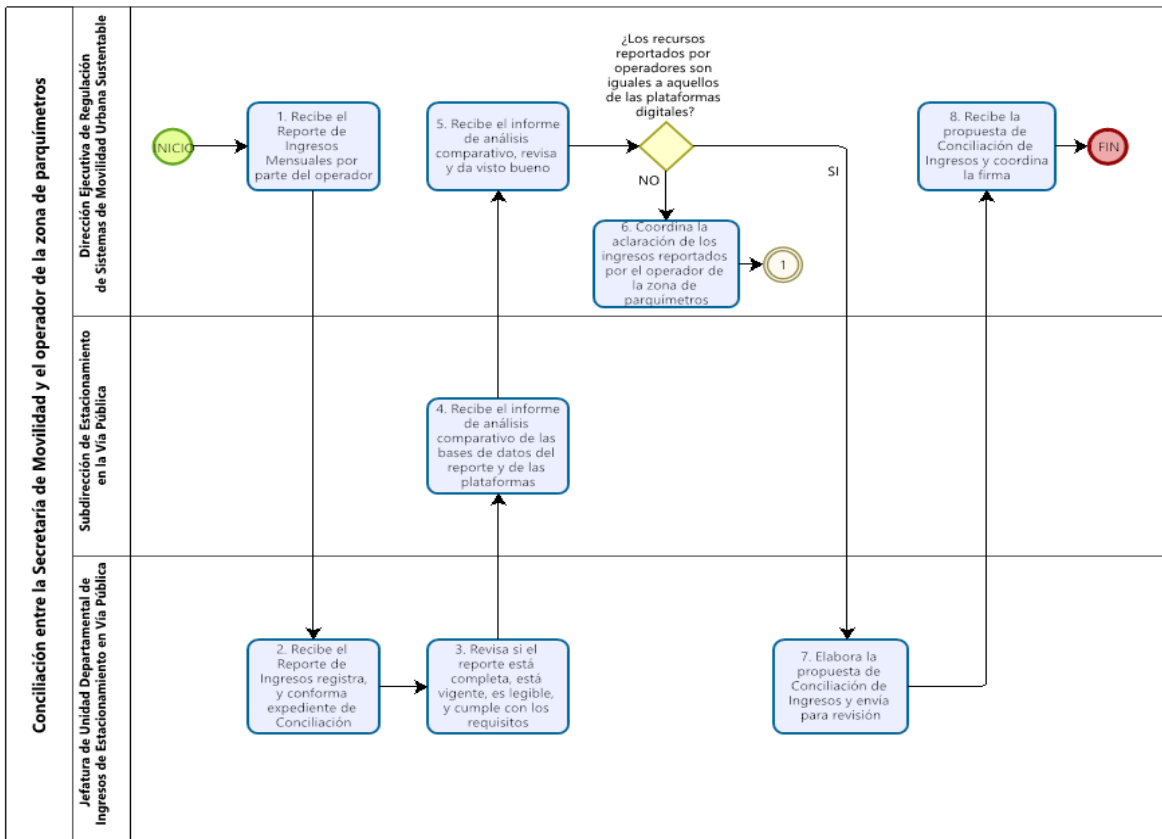 Conciliación entre la Secretaría de Movilidad y el operador de la zona de parquímetros
Dirección Ejecutiva de Regulación
de Sistemas de Movilidad Urbana Sustentable
INICIO
1. Recibe el
Reporte de
Ingresos
Mensuales por
parte del operador
5. Recibe el informe
de análisis
comparativo, revisa
y da visto bueno
¿Los recursos
reportados por
operadores son
iguales a aquellos
de las plataformas
digitales?
NO
SI
6. Coordina la
aclaración de los
ingresos reportados
por el operador de
la zona de
parquímetros
1
8. Recibe la
propuesta de
Conciliación de
Ingresos y coordina
la firma
FIN
Subdirección de Estacionamiento
en la Vía Pública
4. Recibe el informe
de análisis
comparativo de las
bases de datos del
reporte y de las
plataformas
Jefatura de Unidad Departamental de
Ingresos de Estacionamiento en Vía Pública
2. Recibe el
Reporte de
Ingresos registra,
y conforma
expediente de
Conciliación
3. Revisa si el
reporte está
completa, está
vigente, es legible,
y cumple con los
requisitos
7. Elabora la
propuesta de
Conciliación de
Ingresos y envía
para revisión